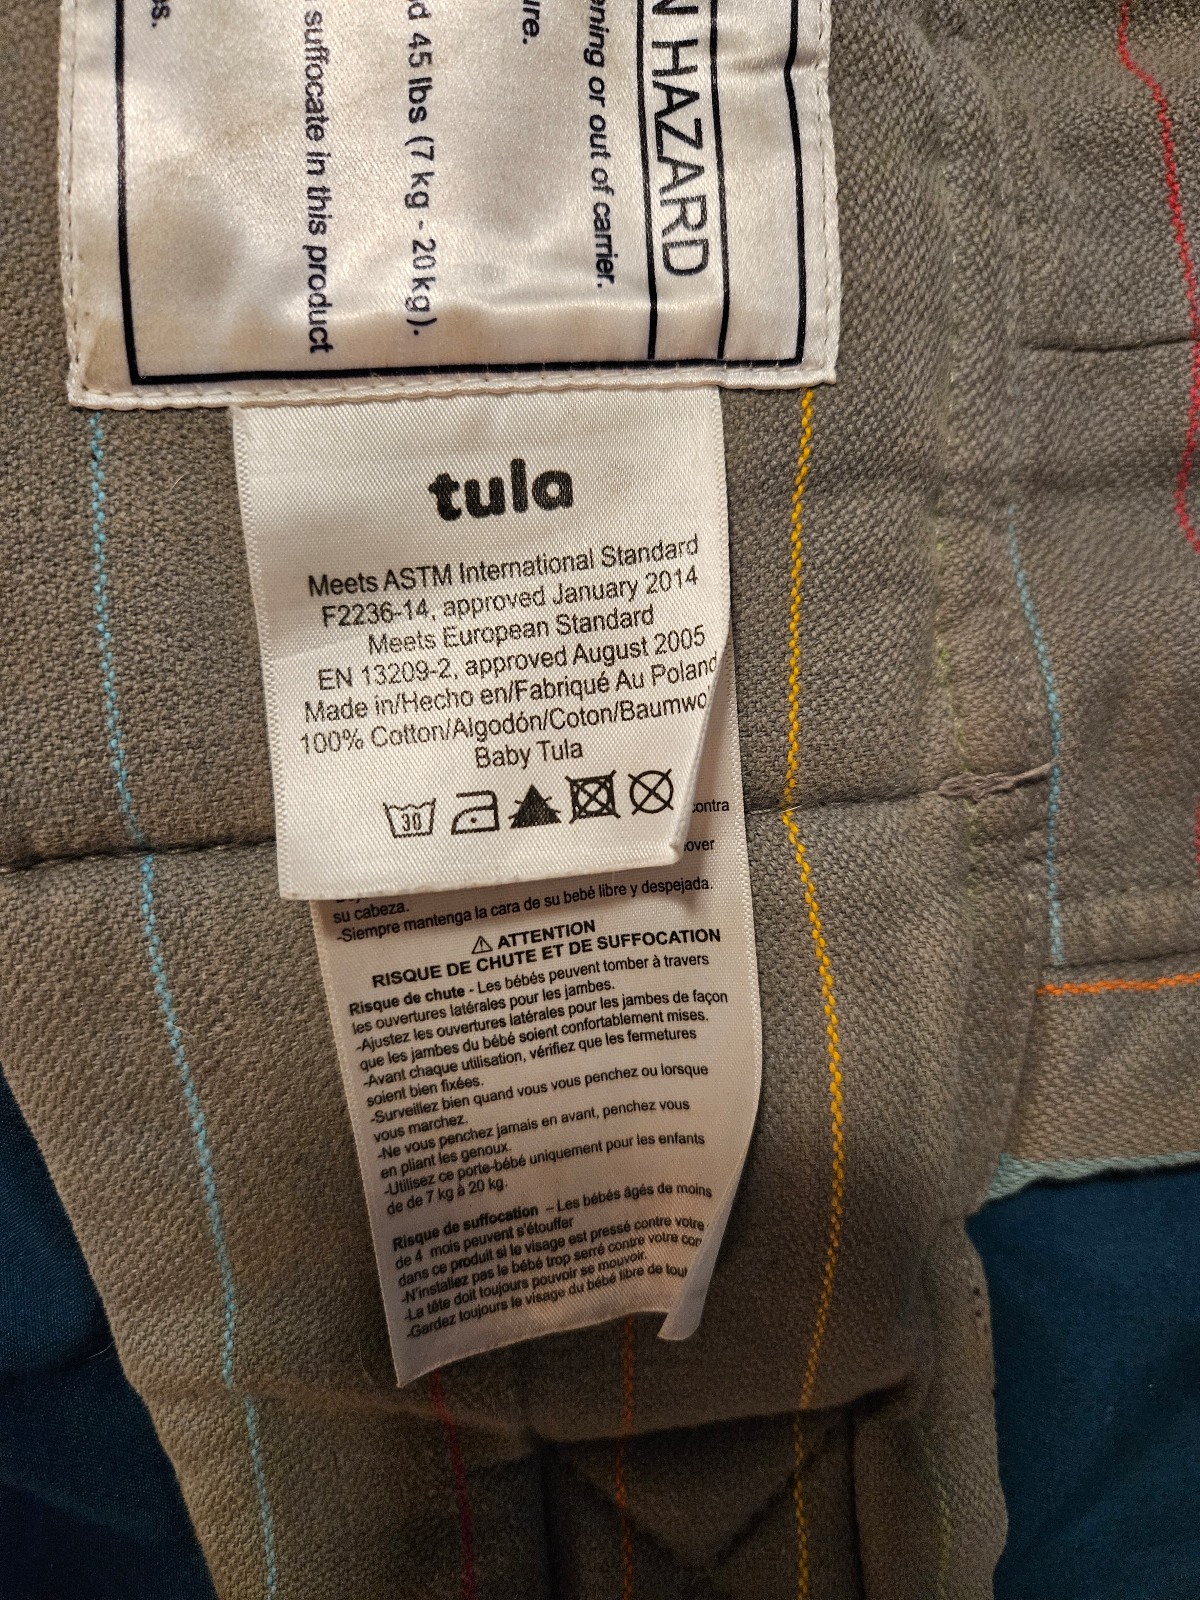 N HAZARD
ening or out of carrier.
ure.
d 45 lbs (7 kg - 20 kg).
suffocate in this product
es.
tula
Meets ASTM International Standard
F2236-14, approved January 2014
Meets European Standard
EN 13209-2, approved August 2005
Made in/Hecho en/Fabriqué Au Poland
100% Cotton/Algodón/Coton/Baumwo
Baby Tula
30
contra
over
su cabeza.
-Siempre mantenga la cara de su bebé libre y despejada.
⚠ ATTENTION
RISQUE DE CHUTE ET DE SUFFOCATION
Risque de chute - Les bébés peuvent tomber à travers
les ouvertures latérales pour les jambes.
-Ajustez les ouvertures latérales pour les jambes de façon
que les jambes du bébé soient confortablement mises.
-Avant chaque utilisation, vérifiez que les fermetures
soient bien fixées.
-Surveillez bien quand vous vous penchez ou lorsque
vous marchez.
-Ne vous penchez jamais en avant, penchez vous
en pliant les genoux.
-Utilisez ce porte-bébé uniquement pour les enfants
de de 7 kg à 20 kg.
Risque de suffocation – Les bébés âgés de moins
de 4 mois peuvent s'étouffer
dans ce produit si le visage est pressé contre votre
-N'installez pas le bébé trop serré contre votre cor
-La tête doit toujours pouvoir se mouvoir.
-Gardez toujours le visage du bébé libre de tout